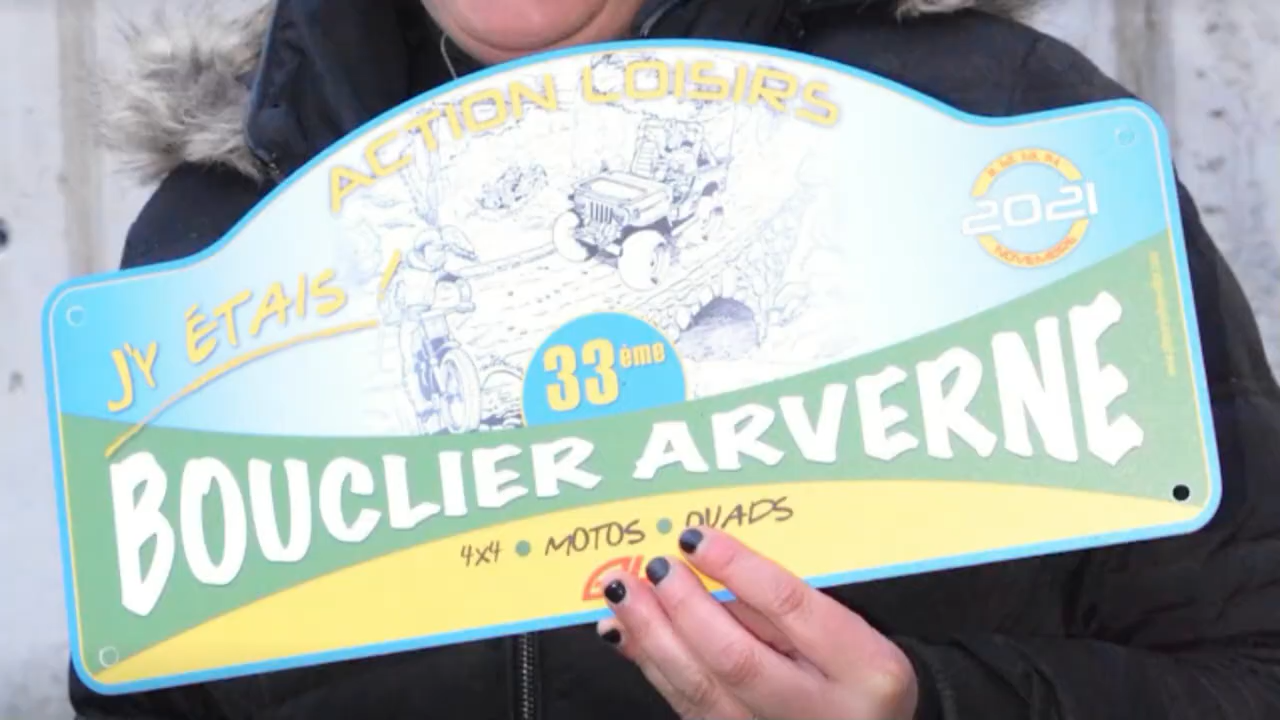 ACTION LOISIRS
2021
NOVEMBRE
J'Y ÉTAIS !
33ème
BOUCLIER ARVERNE
4x4 • MOTOS • QUADS